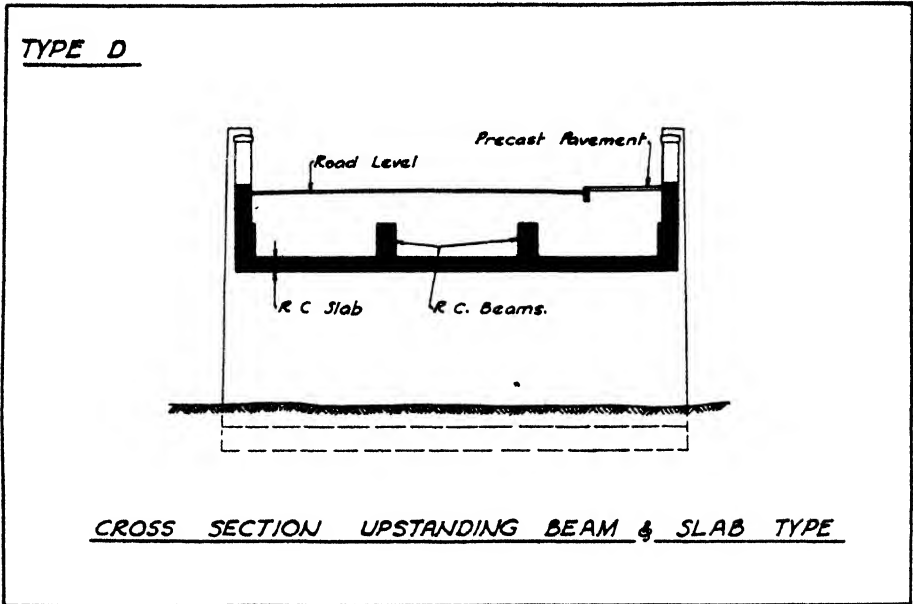 TYPE D
Precast Pavement
Road Level
R C Slab
R C. Beams.
CROSS SECTION UPSTANDING BEAM & SLAB TYPE